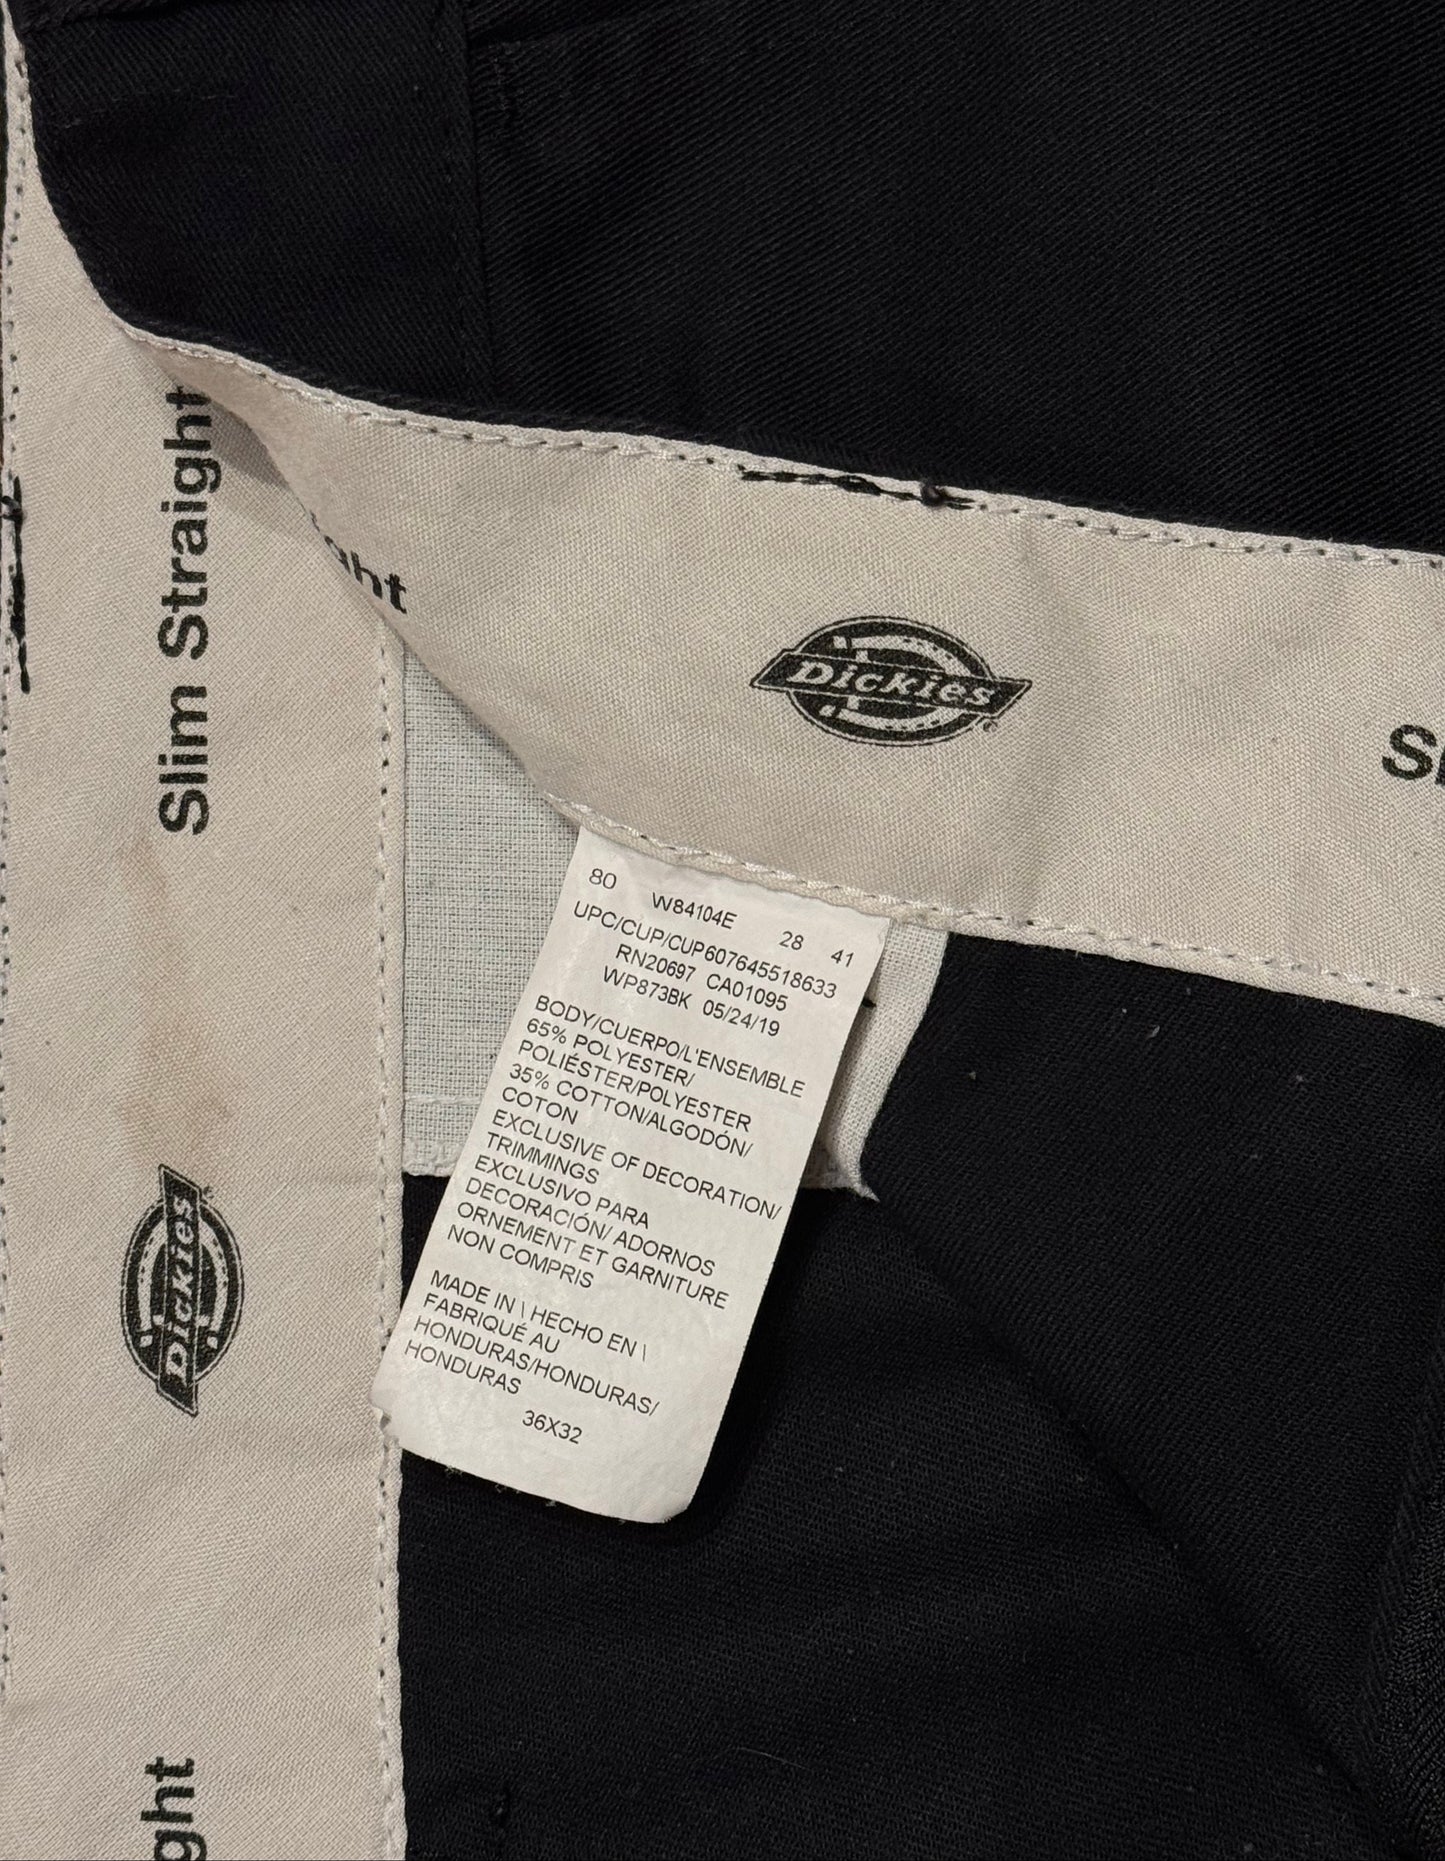 Slim Straight
ght
Dickies
®
S
80 W84104E 28 41
UPC/CUP/CUP607645518633
RN20697 CA01095
WP873BK 05/24/19
BODY/CUERPO/L'ENSEMBLE
65% POLYESTER/
POLIÉSTER/POLYESTER
35% COTTON/ALGODÓN/
COTON
EXCLUSIVE OF DECORATION/
TRIMMINGS
EXCLUSIVO PARA
DECORACIÓN/ ADORNOS
ORNEMENT ET GARNITURE
NON COMPRIS
MADE IN \ HECHO EN \
FABRIQUÉ AU
HONDURAS/HONDURAS/
HONDURAS
36X32
Dickies
®
ght